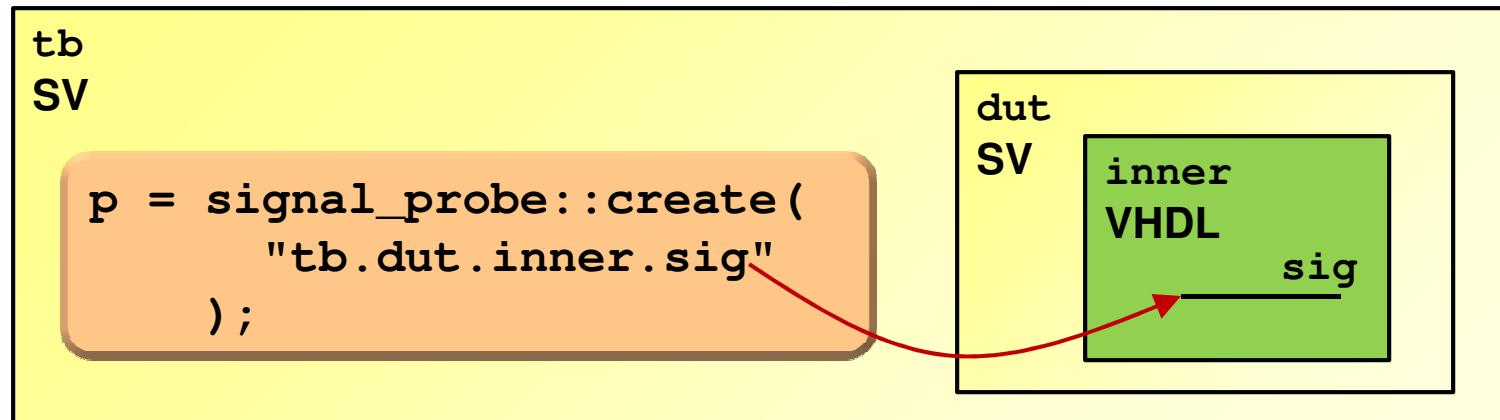 tb
SV
p = signal_probe::create(
"tb.dut.inner.sig"
);
dut
SV
inner
VHDL
sig